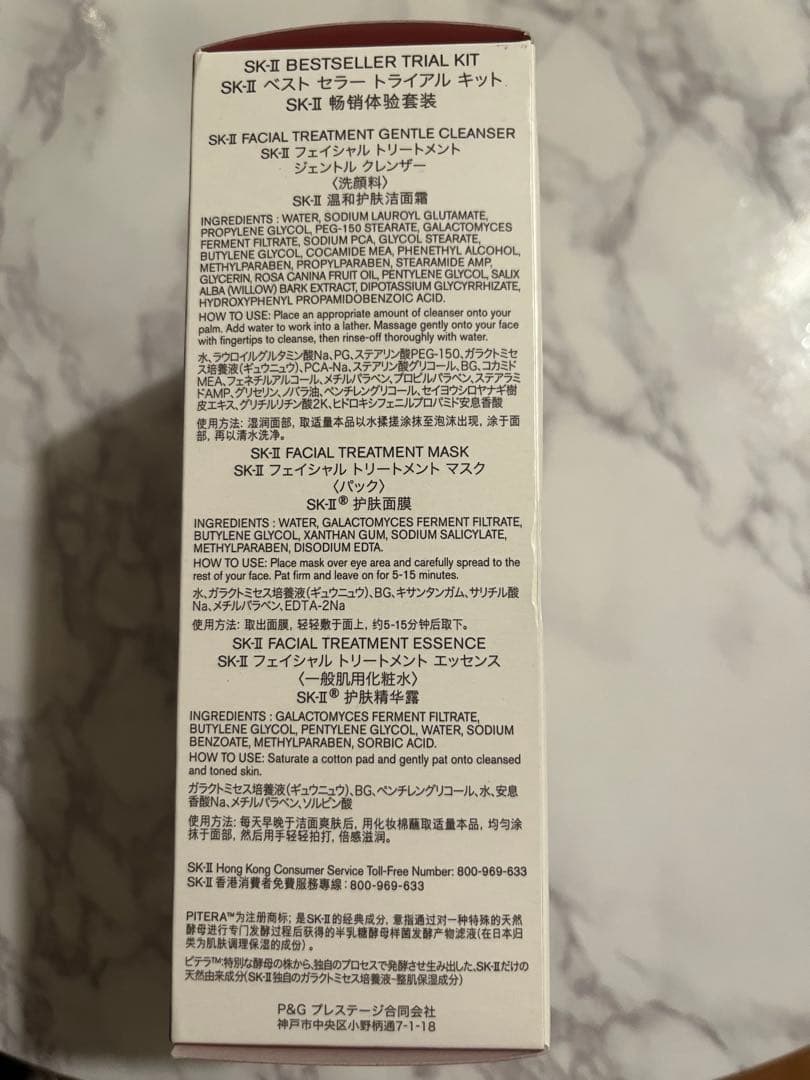 SK-II BESTSELLER TRIAL KIT
SK-II ベスト セラー トライアル キット
SK-II 畅销体验套装
SK-II FACIAL TREATMENT GENTLE CLEANSER
SK-II フェイシャル トリートメント
ジェントル クレンザー
〈洗顔料〉
SK-II 温和护肤洁面霜
INGREDIENTS : WATER, SODIUM LAUROYL GLUTAMATE,
PROPYLENE GLYCOL, PEG-150 STEARATE, GALACTOMYCES
FERMENT FILTRATE, SODIUM PCA, GLYCOL STEARATE,
BUTYLENE GLYCOL, COCAMIDE MEA, PHENETHYL ALCOHOL,
METHYLPARABEN, PROPYLPARABEN, STEARAMIDE AMP,
GLYCERIN, ROSA CANINA FRUIT OIL, PENTYLENE GLYCOL, SALIX
ALBA (WILLOW) BARK EXTRACT, DIPOTASSIUM GLYCYRRHIZATE,
HYDROXYPHENYL PROPAMIDOBENZOIC ACID.
HOW TO USE: Place an appropriate amount of cleanser onto your
palm. Add water to work into a lather. Massage gently onto your face
with fingertips to cleanse, then rinse-off thoroughly with water.
水、ラウロイルグルタミン酸Na、PG、ステアリン酸PEG-150、ガラクトミセ
ス培養液(ギュウニュウ)、PCA-Na、ステアリン酸グリコール、BG、コカミド
MEA、フェネチルアルコール、メチルパラベン、プロピルパラベン、ステアラミ
ドAMP、グリセリン、ノバラ油、ペンチレングリコール、セイヨウシロヤナギ樹
皮エキス、グリチルリチン酸2K、ヒドロキシフェニルプロパミド安息香酸
使用方法: 湿润面部, 取适量本品以水揉搓涂抹至泡沫出现, 涂于面
部, 再以清水洗净。
SK-II FACIAL TREATMENT MASK
SK-II フェイシャル トリートメント マスク
〈パック〉
SK-II® 护肤面膜
INGREDIENTS : WATER, GALACTOMYCES FERMENT FILTRATE,
BUTYLENE GLYCOL, XANTHAN GUM, SODIUM SALICYLATE,
METHYLPARABEN, DISODIUM EDTA.
HOW TO USE: Place mask over eye area and carefully spread to the
rest of your face. Pat firm and leave on for 5-15 minutes.
水、ガラクトミセス培養液(ギュウニュウ)、BG、キサンタンガム、サリチル酸
Na、メチルパラベン、EDTA-2Na
使用方法: 取出面膜, 轻轻敷于面上, 约5-15分钟后取下。
SK-II FACIAL TREATMENT ESSENCE
SK-II フェイシャル トリートメント エッセンス
〈一般肌用化粧水〉
SK-II® 护肤精华露
INGREDIENTS : GALACTOMYCES FERMENT FILTRATE,
BUTYLENE GLYCOL, PENTYLENE GLYCOL, WATER, SODIUM
BENZOATE, METHYLPARABEN, SORBIC ACID.
HOW TO USE: Saturate a cotton pad and gently pat onto cleansed
and toned skin.
ガラクトミセス培養液(ギュウニュウ)、BG、ペンチレングリコール、水、安息
香酸Na、メチルパラベン、ソルビン酸
使用方法: 每天早晚于洁面爽肤后, 用化妆棉蘸取适量本品, 均匀涂
抹于面部, 然后用手轻轻拍打, 倍感滋润。
SK-II Hong Kong Consumer Service Toll-Free Number: 800-969-633
SK-II 香港消費者免費服務專線 : 800-969-633
PITERA™为注册商标; 是SK-II的经典成分, 意指通过对一种特殊的天然
酵母进行专门发酵过程后获得的半乳糖酵母样菌发酵产物滤液(在日本归
类为肌肤调理保湿的成份)。
ピテラ™:特別な酵母の株から、独自のプロセスで発酵させ生み出した、SK-IIだけの
天然由来成分(SK-II独自のガラクトミセス培養液-整肌保湿成分)
P&G プレステージ合同会社
神戸市中央区小野柄通7-1-18